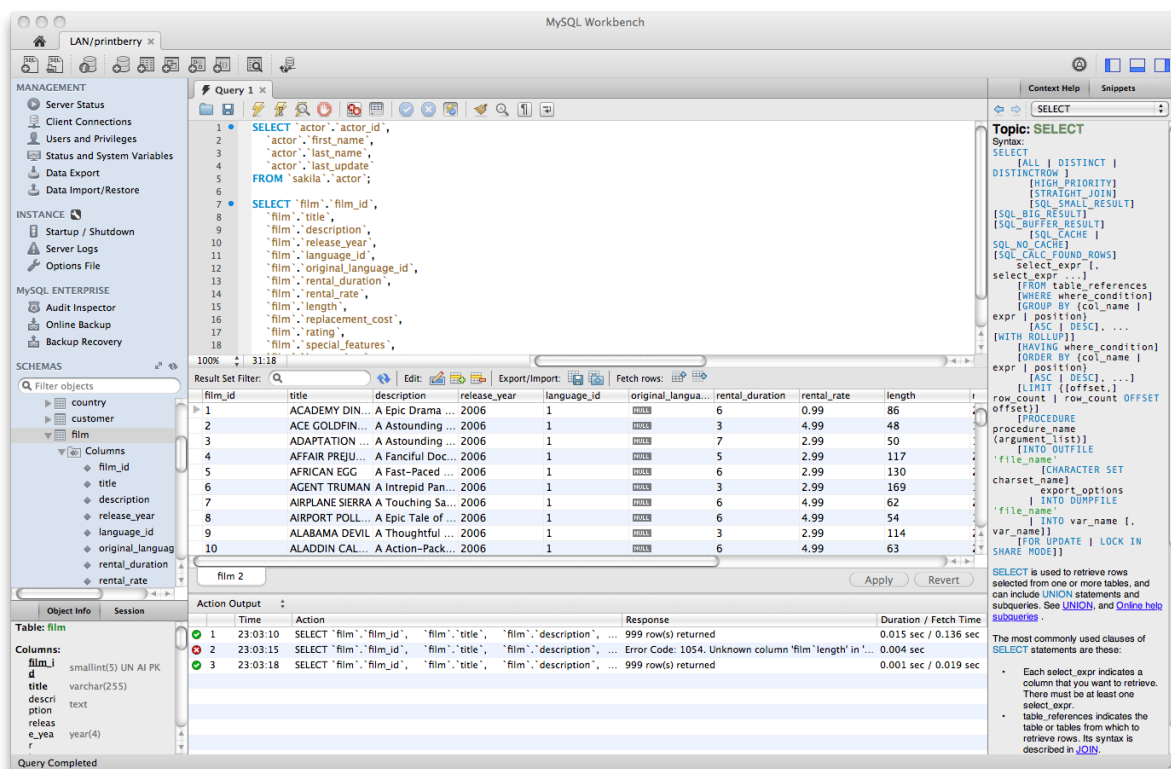 MySQL Workbench
LAN/printberry
MANAGEMENT
Server Status
Client Connections
Users and Privileges
Status and System Variables
Data Export
Data Import/Restore
INSTANCE
Startup / Shutdown
Server Logs
Options File
MySQL ENTERPRISE
Audit Inspector
Online Backup
Backup Recovery
SCHEMAS
Filter objects
country
customer
film
Columns
film_id
title
description
release_year
language_id
original_languag
rental_duration
rental_rate
Object Info Session
Table: film
Columns:
film_i
d smallint(5) UN AI PK
title varchar(255)
descri
ption text
releas
e_yea
r year(4)
Query Completed
Query 1
1 SELECT `actor`.`actor_id`,
2 `actor`.`first_name`,
3 `actor`.`last_name`,
4 `actor`.`last_update`
5 FROM `sakila`.`actor`;
6
7 SELECT `film`.`film_id`,
8 `film`.`title`,
9 `film`.`description`,
10 `film`.`release_year`,
11 `film`.`language_id`,
12 `film`.`original_language_id`,
13 `film`.`rental_duration`,
14 `film`.`rental_rate`,
15 `film`.`length`,
16 `film`.`replacement_cost`,
17 `film`.`rating`,
18 `film`.`special_features`,
100% 31:18
Result Set Filter: Edit: Export/Import: Fetch rows:
film_id title description release_year language_id original_langua... rental_duration rental_rate length
1 ACADEMY DIN... A Epic Drama ... 2006 1 NULL 6 0.99 86
2 ACE GOLDFIN... A Astounding ... 2006 1 NULL 3 4.99 48
3 ADAPTATION ... A Astounding ... 2006 1 NULL 7 2.99 50
4 AFFAIR PREJU... A Fanciful Doc... 2006 1 NULL 5 2.99 117
5 AFRICAN EGG A Fast-Paced ... 2006 1 NULL 6 2.99 130
6 AGENT TRUMAN A Intrepid Pan... 2006 1 NULL 3 2.99 169
7 AIRPLANE SIERRA A Touching Sa... 2006 1 NULL 6 4.99 62
8 AIRPORT POLL... A Epic Tale of ... 2006 1 NULL 6 4.99 54
9 ALABAMA DEVIL A Thoughtful ... 2006 1 NULL 3 2.99 114
10 ALADDIN CAL... A Action-Pack... 2006 1 NULL 6 4.99 63
film 2
Apply Revert
Action Output
Time Action Response Duration / Fetch Time
1 23:03:10 SELECT `film`.`film_id`, `film`.`title`, `film`.`description`, ... 999 row(s) returned 0.015 sec / 0.136 sec
2 23:03:15 SELECT `film`.`film_id`, `film`.`title`, `film`.`description`, ... Error Code: 1054. Unknown column 'film`length' in '... 0.004 sec
3 23:03:18 SELECT `film`.`film_id`, `film`.`title`, `film`.`description`, ... 999 row(s) returned 0.001 sec / 0.019 sec
Context Help Snippets
SELECT
Topic: SELECT
Syntax:
SELECT
[ALL | DISTINCT |
DISTINCTROW ]
[HIGH_PRIORITY]
[STRAIGHT_JOIN]
[SQL_SMALL_RESULT]
[SQL_BIG_RESULT]
[SQL_BUFFER_RESULT]
[SQL_CACHE |
SQL_NO_CACHE]
[SQL_CALC_FOUND_ROWS]
select_expr [,
select_expr ...]
[FROM table_references
[WHERE where_condition]
[GROUP BY {col_name |
expr | position}
[ASC | DESC], ...
[WITH ROLLUP]]
[HAVING where_condition]
[ORDER BY {col_name |
expr | position}
[ASC | DESC], ...]
[LIMIT {[offset,]
row_count | row_count OFFSET
offset}]
[PROCEDURE
procedure_name
(argument_list)]
[INTO OUTFILE
'file_name'
[CHARACTER SET
charset_name]
export_options
| INTO DUMPFILE
'file_name'
| INTO var_name [,
var_name]]
[FOR UPDATE | LOCK IN
SHARE MODE]]
SELECT is used to retrieve rows
selected from one or more tables, and
can include UNION statements and
subqueries. See UNION, and Online help
subqueries .
The most commonly used clauses of
SELECT statements are these:
• Each select_expr indicates a
column that you want to retrieve.
There must be at least one
select_expr.
• table_references indicates the
table or tables from which to
retrieve rows. Its syntax is
described in JOIN.